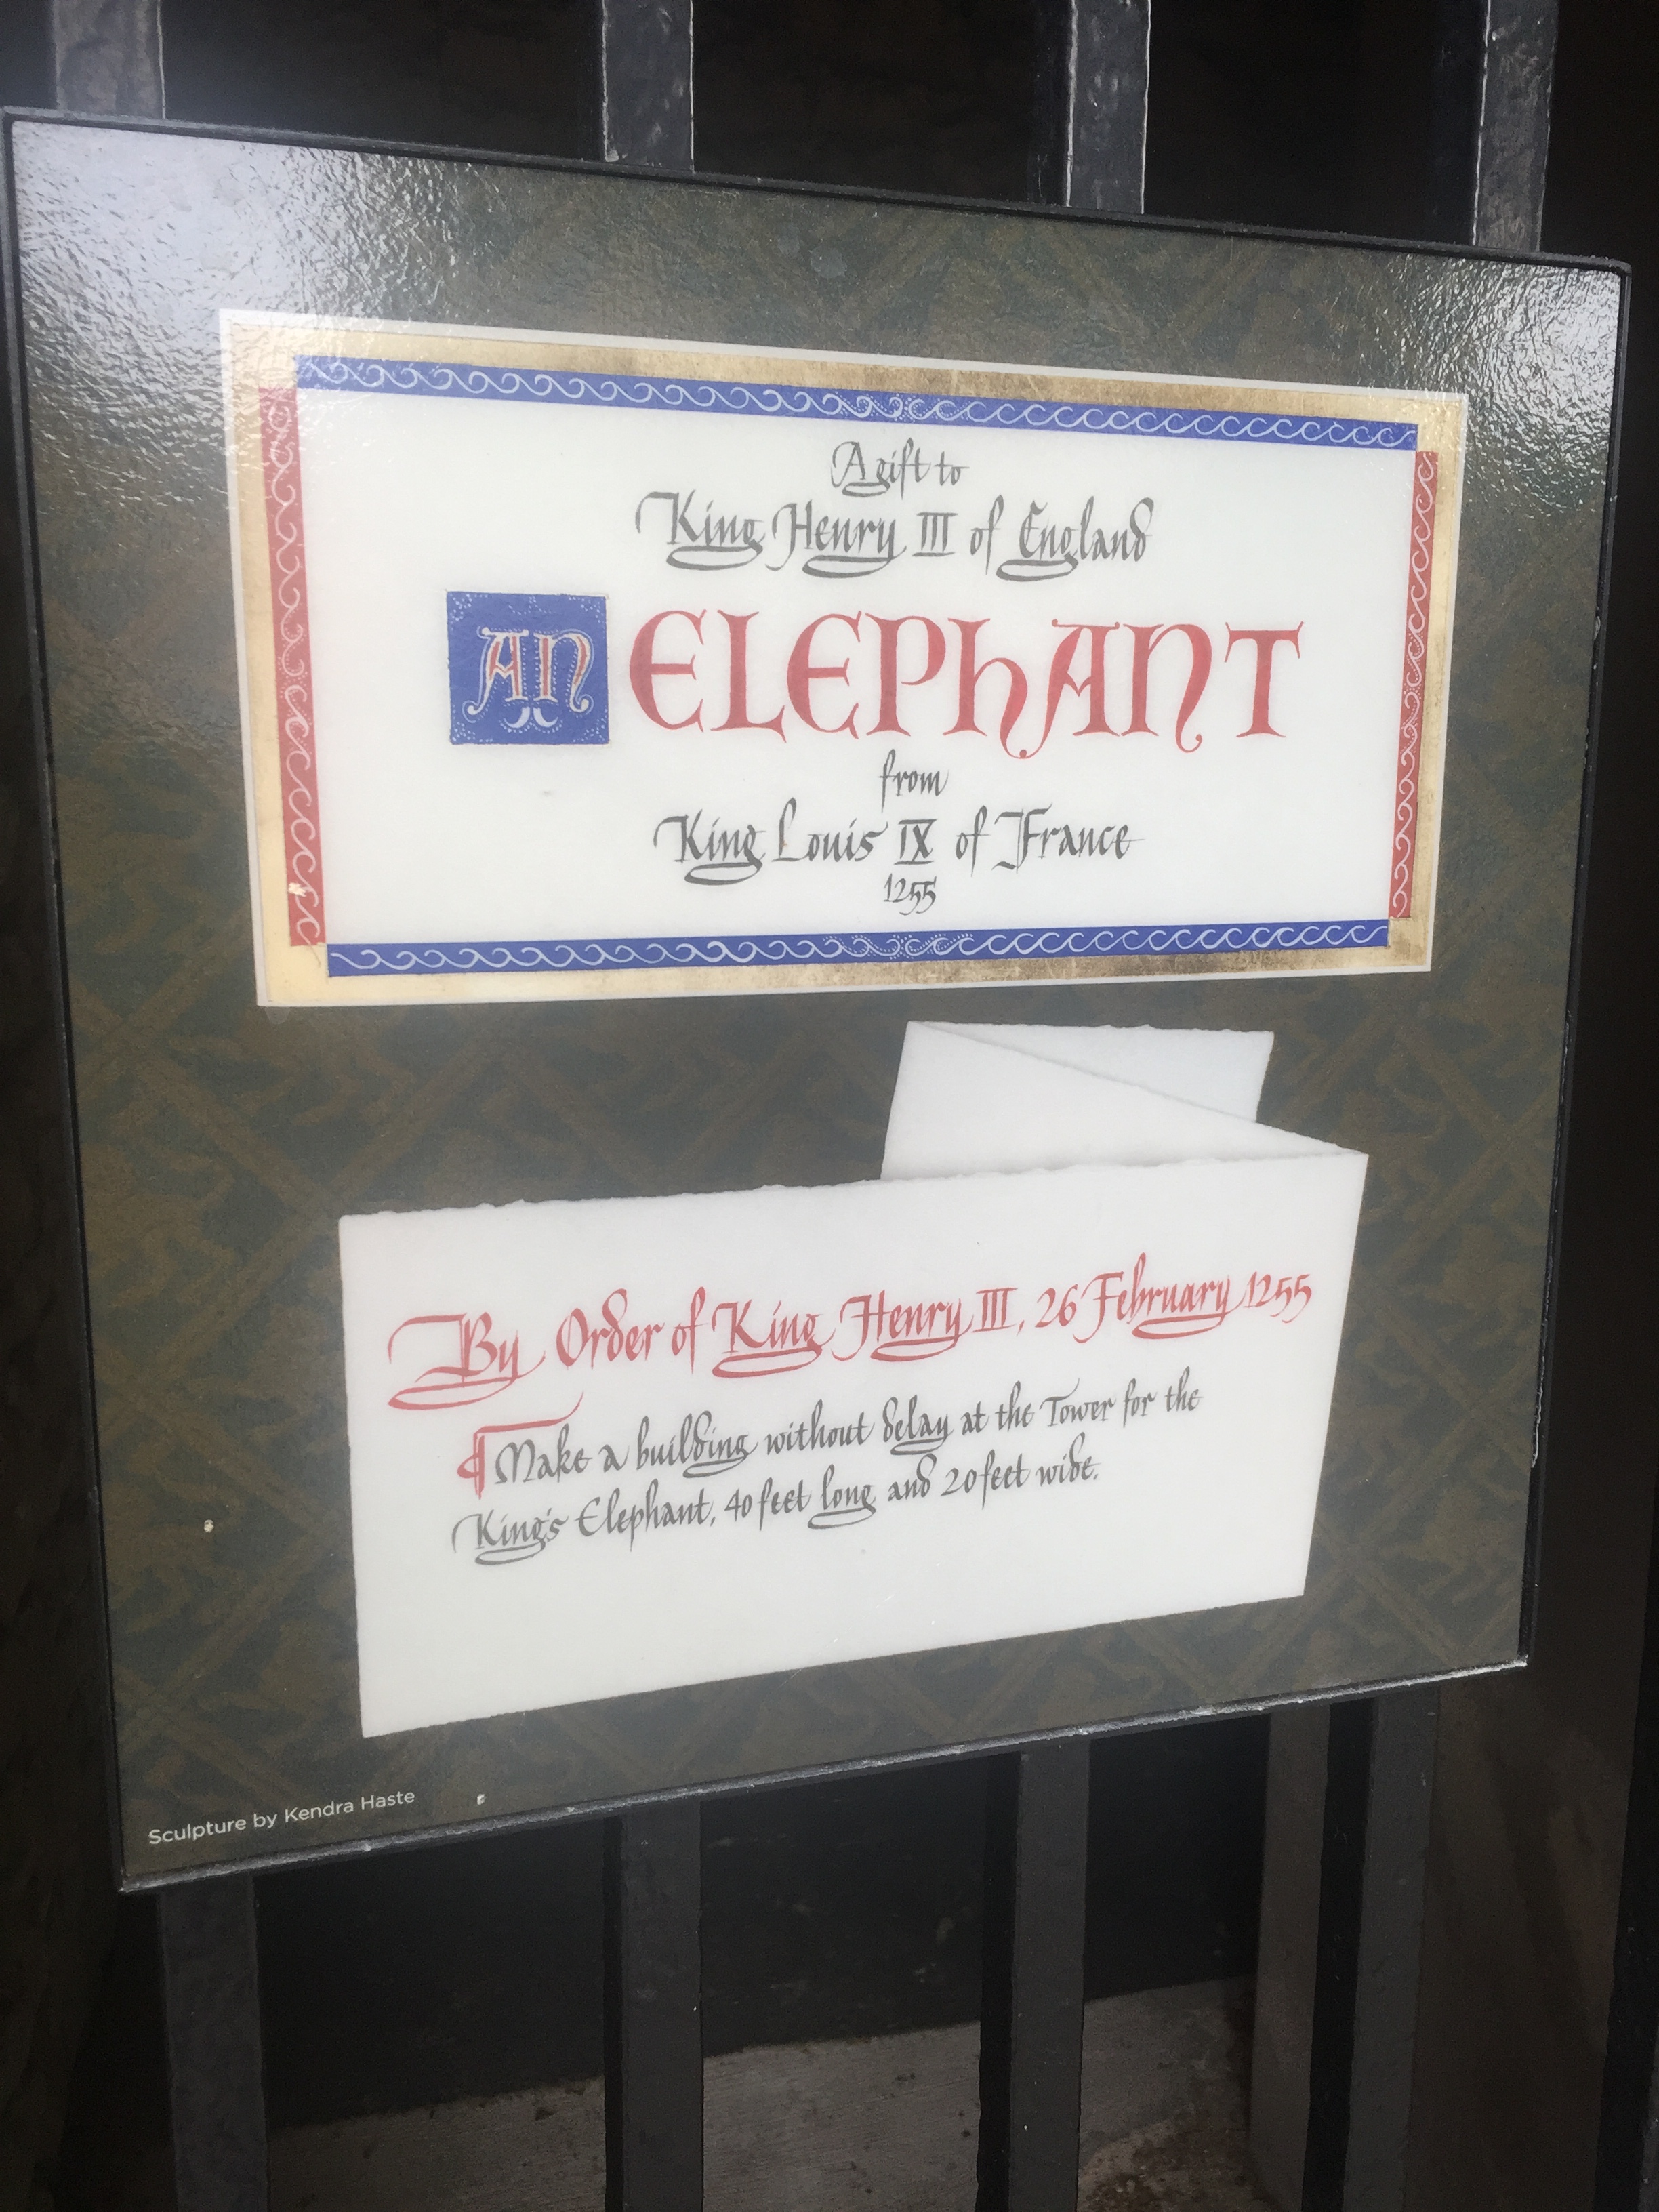 A gift to
King Henry III of England
AN ELEPhANT
from
King Louis IX of France
1255
By Order of King Henry III, 26 February 1255
¶ Make a building without delay at the Tower for the
King's Elephant, 40 feet long and 20 feet wide.
Sculpture by Kendra Haste